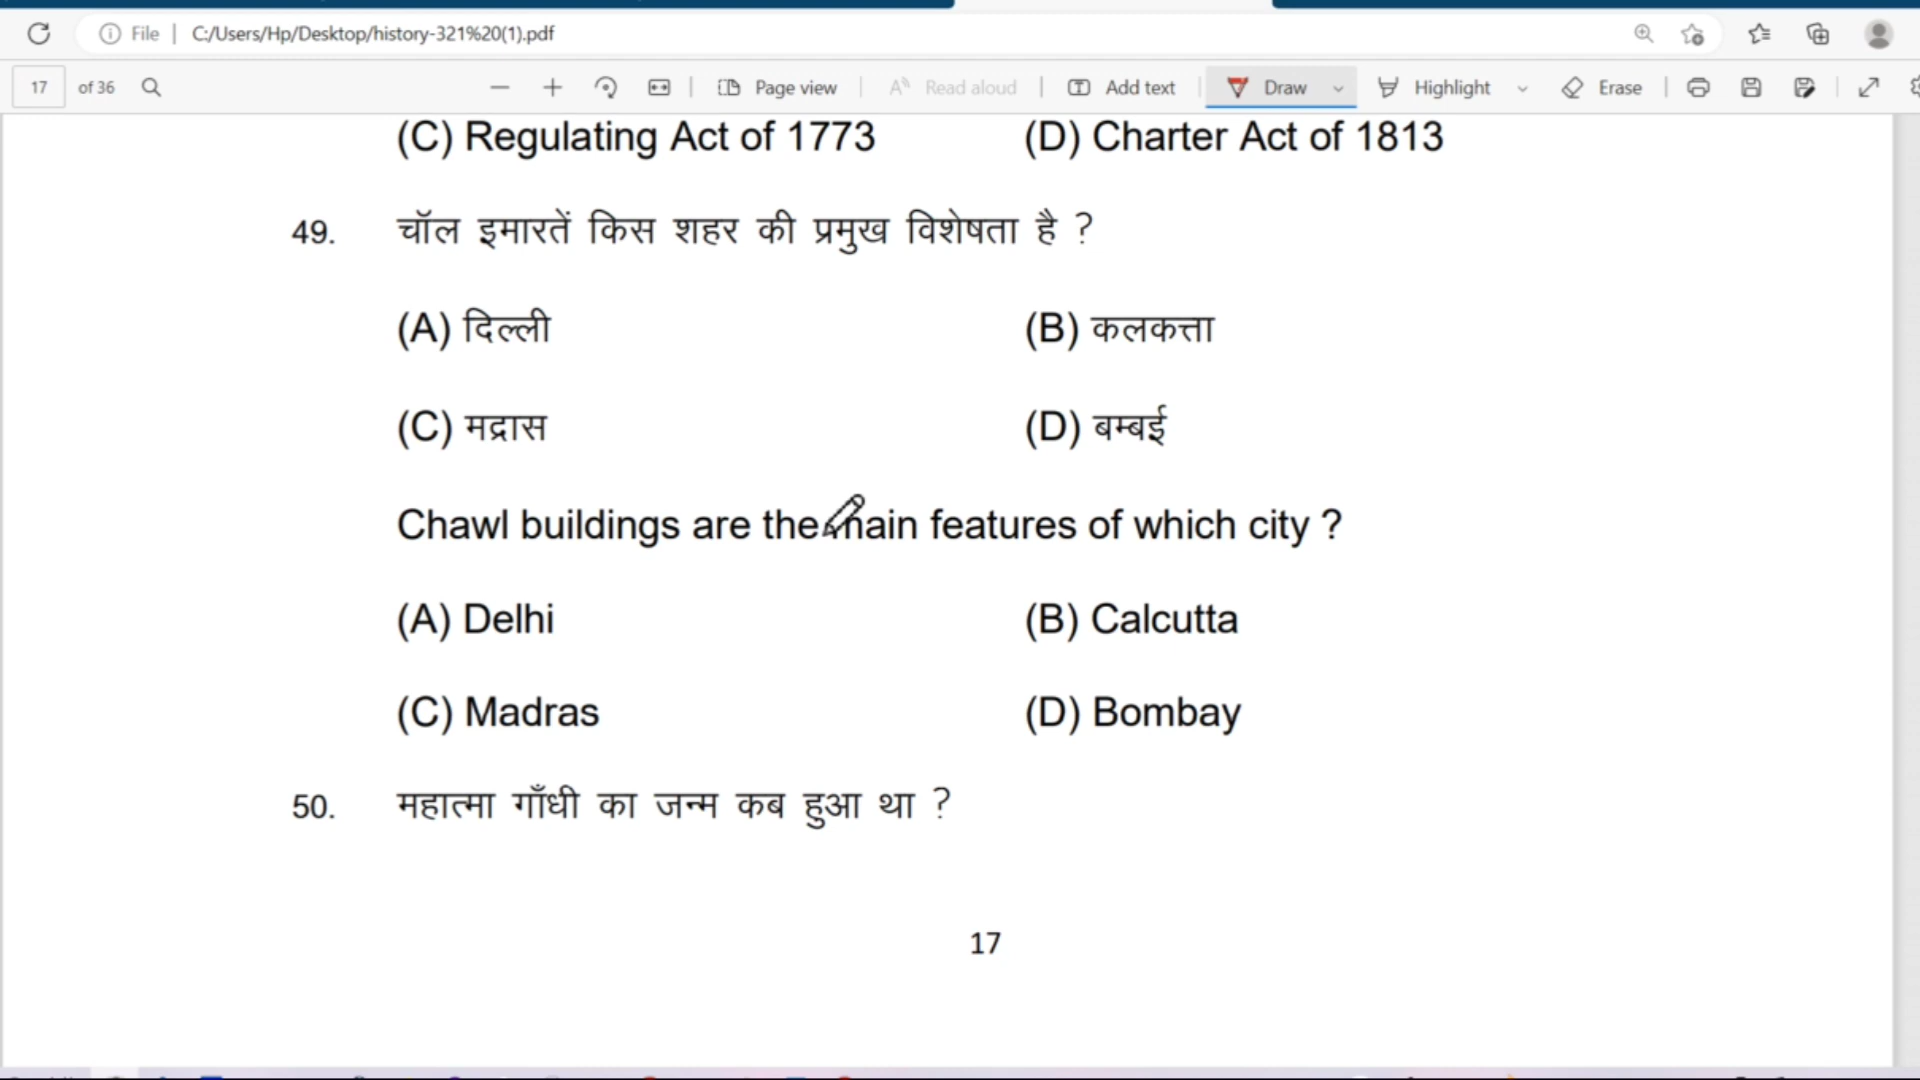 File | C:/Users/Hp/Desktop/history-321%20(1).pdf
17 of 36 Page view Read aloud Add text Draw Highlight Erase
(C) Regulating Act of 1773 (D) Charter Act of 1813
49. चॉल इमारतें किस शहर की प्रमुख विशेषता है ?
(A) दिल्ली (B) कलकत्ता
(C) मद्रास (D) बम्बई
Chawl buildings are the main features of which city ?
(A) Delhi (B) Calcutta
(C) Madras (D) Bombay
50. महात्मा गाँधी का जन्म कब हुआ था ?
17